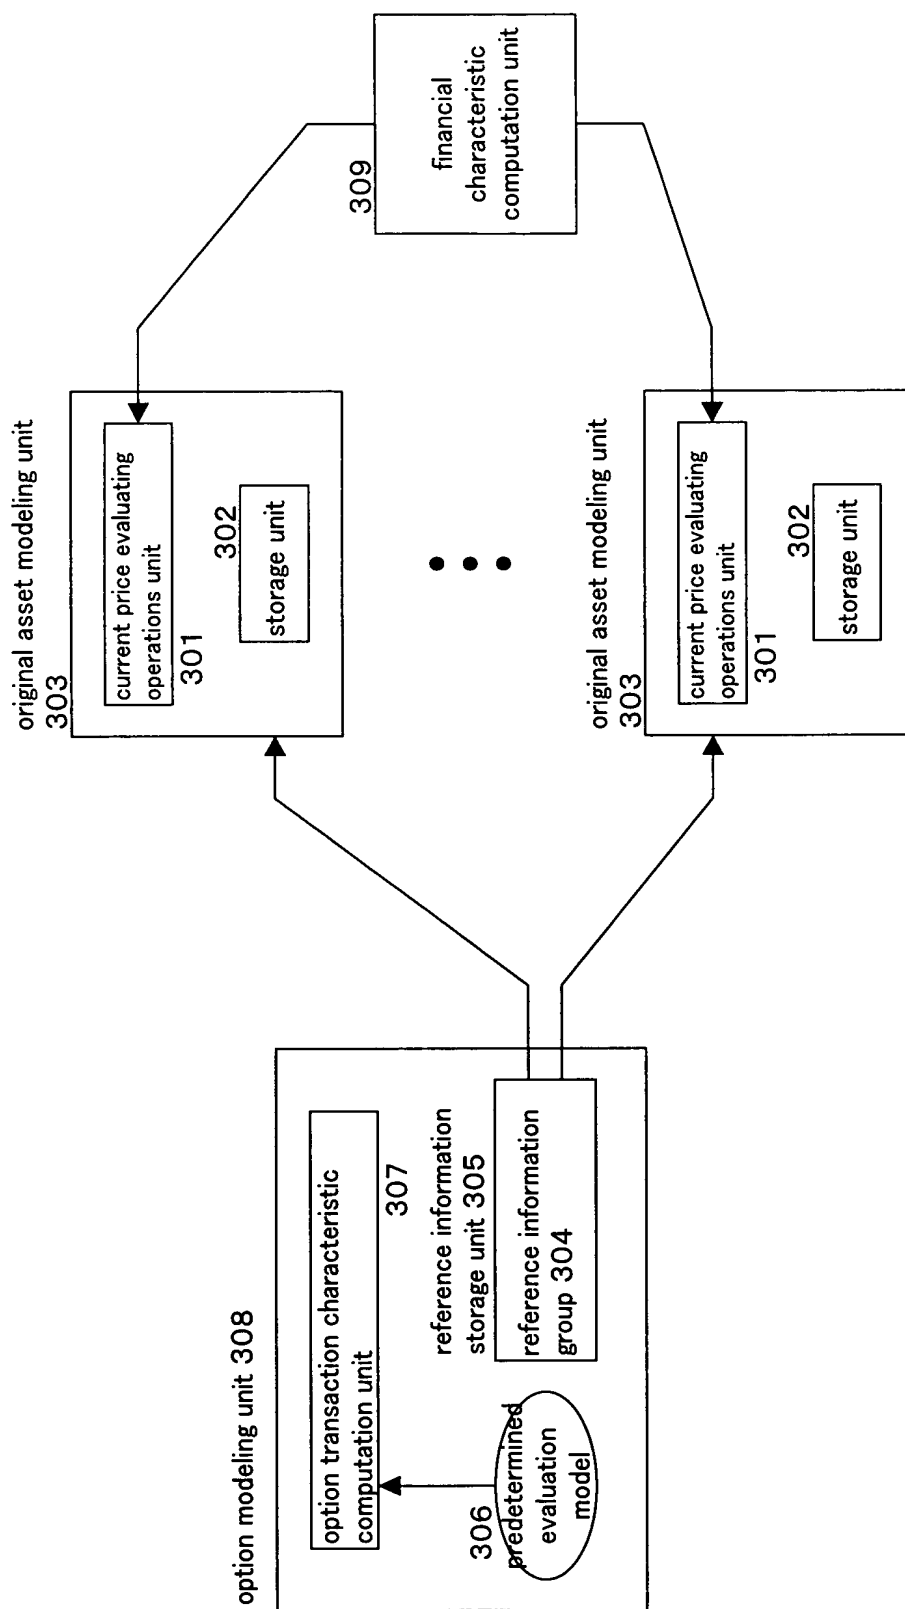 option modeling unit 308
option transaction characteristic
computation unit
307
reference information
storage unit 305
reference information
group 304
306
predetermined
evaluation
model
original asset modeling unit
303
current price evaluating
operations unit
301
302
storage unit
original asset modeling unit
303
current price evaluating
operations unit
301
302
storage unit
309
financial
characteristic
computation unit